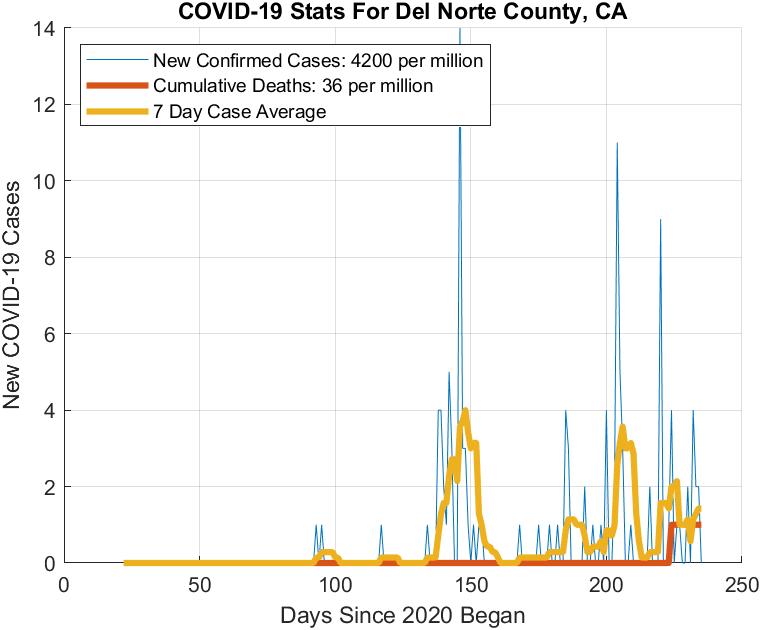 COVID-19 Stats For Del Norte County, CA
14
12
10
8
6
4
2
0
New COVID-19 Cases
New Confirmed Cases: 4200 per million
Cumulative Deaths: 36 per million
7 Day Case Average
0 50 100 150 200 250
Days Since 2020 Began